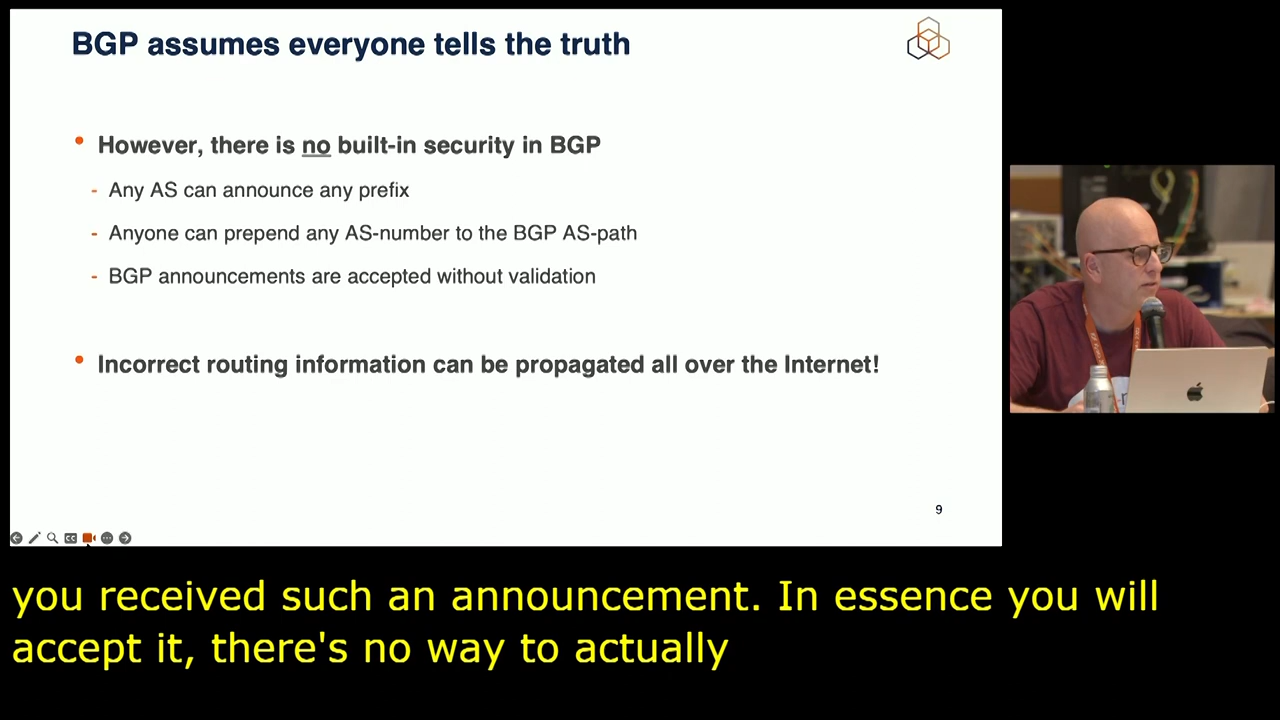 BGP assumes everyone tells the truth
However, there is no built-in security in BGP
Any AS can announce any prefix
Anyone can prepend any AS-number to the BGP AS-path
BGP announcements are accepted without validation
Incorrect routing information can be propagated all over the Internet!
9
you received such an announcement. In essence you will
accept it, there's no way to actually